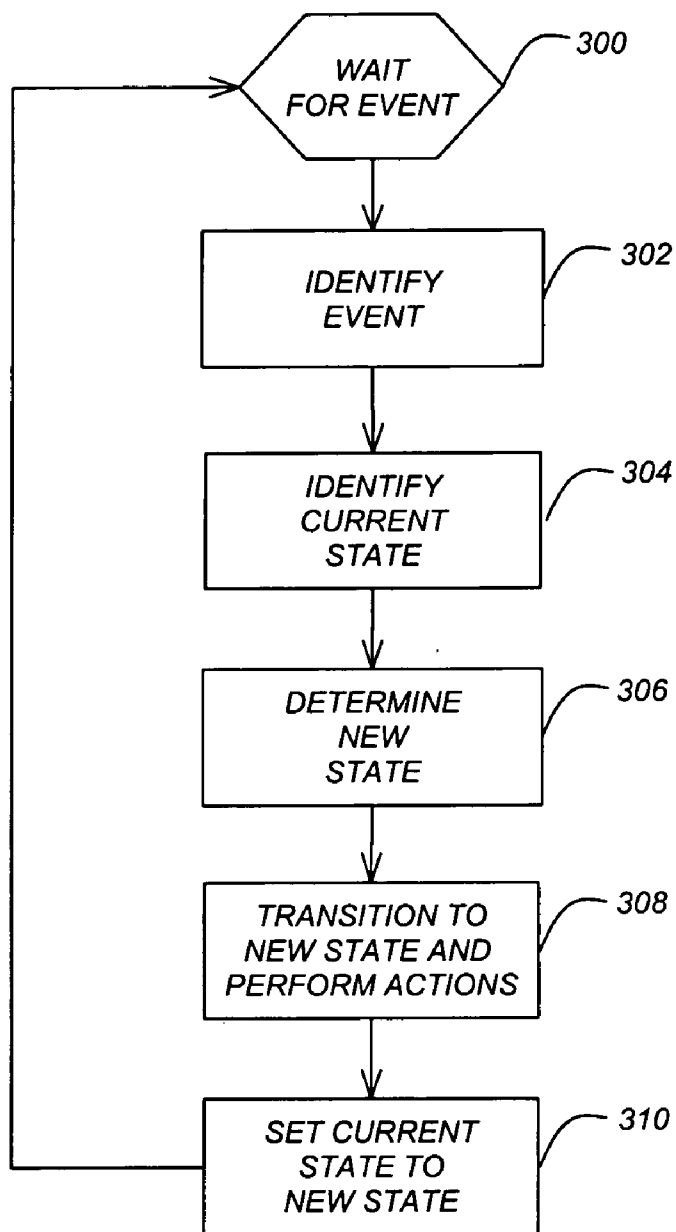 WAIT
FOR EVENT
300
IDENTIFY
EVENT
302
IDENTIFY
CURRENT
STATE
304
DETERMINE
NEW
STATE
306
TRANSITION TO
NEW STATE AND
PERFORM ACTIONS
308
SET CURRENT
STATE TO
NEW STATE
310